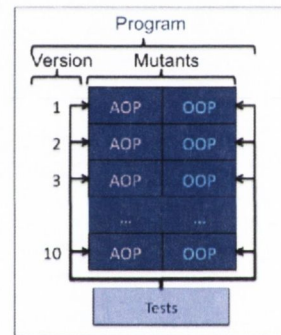 Program
Version Mutants
1 AOP OOP
2 AOP OOP
3 AOP OOP
... ...
10 AOP OOP
Tests